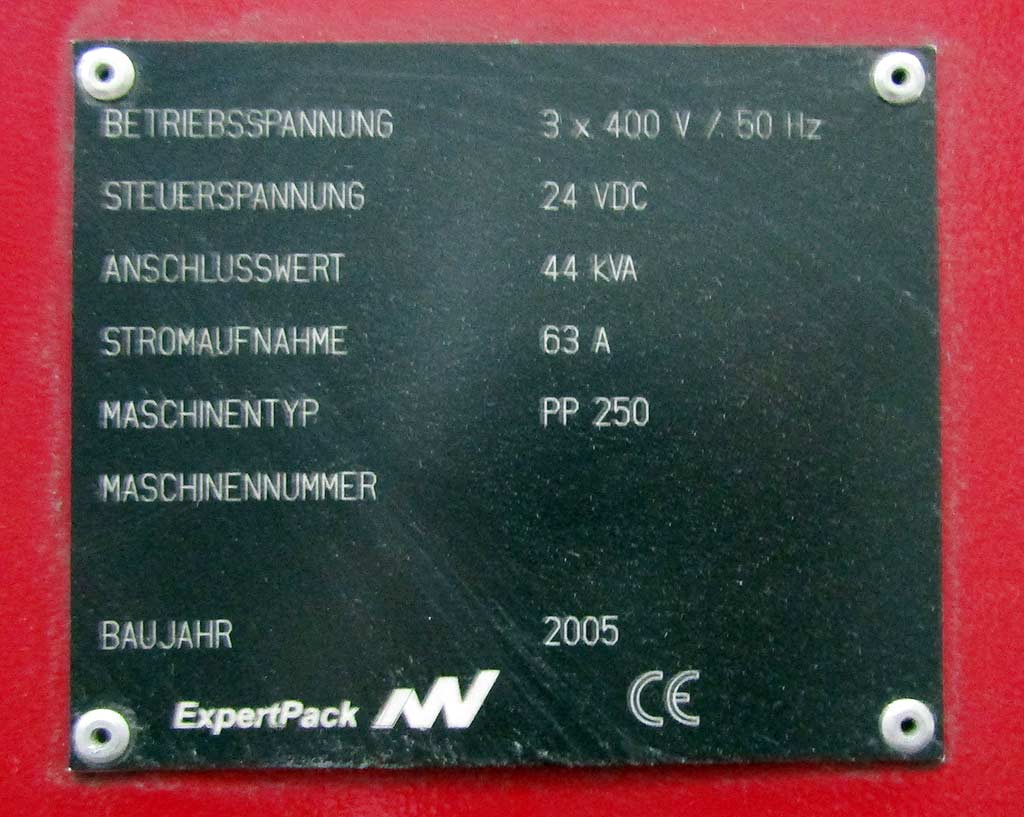 BETRIEBSSPANNUNG 3 x 400 V / 50 Hz
STEUERSPANNUNG 24 VDC
ANSCHLUSSWERT 44 kVA
STROMAUFNAHME 63 A
MASCHINENTYP PP 250
MASCHINENNUMMER
BAUJAHR 2005
ExpertPack CE